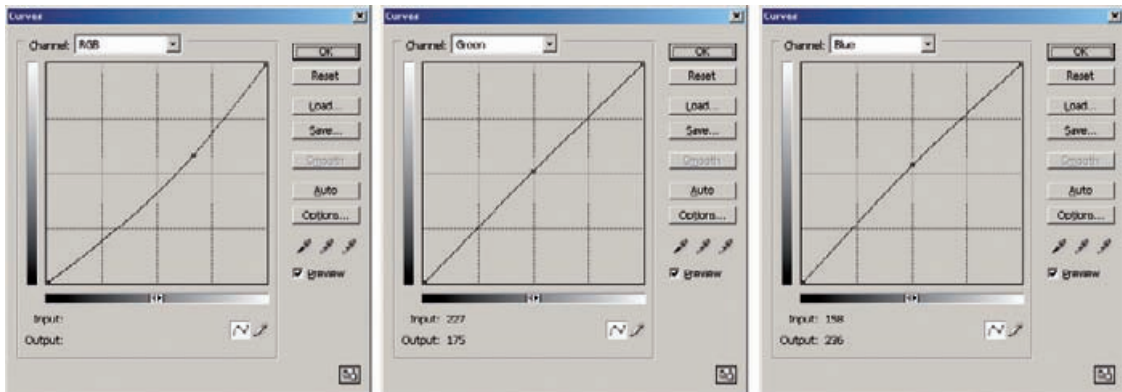 Curves
Channel: RGB
OK
Reset
Load...
Save...
Smooth
Auto
Options...
Preview
Input:
Output:
Curves
Channel: Green
OK
Reset
Load...
Save...
Smooth
Auto
Options...
Preview
Input: 227
Output: 175
Curves
Channel: Blue
OK
Reset
Load...
Save...
Smooth
Auto
Options...
Preview
Input: 198
Output: 236